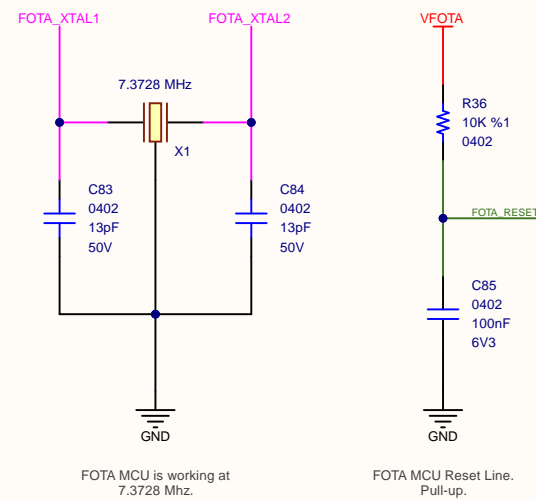 FOTA_XTAL1
FOTA_XTAL2
7.3728 MHz
X1
C83
0402
13pF
50V
C84
0402
13pF
50V
GND
FOTA MCU is working at
7.3728 Mhz.
VFOTA
R36
10K %1
0402
FOTA_RESET
C85
0402
100nF
6V3
GND
FOTA MCU Reset Line.
Pull-up.